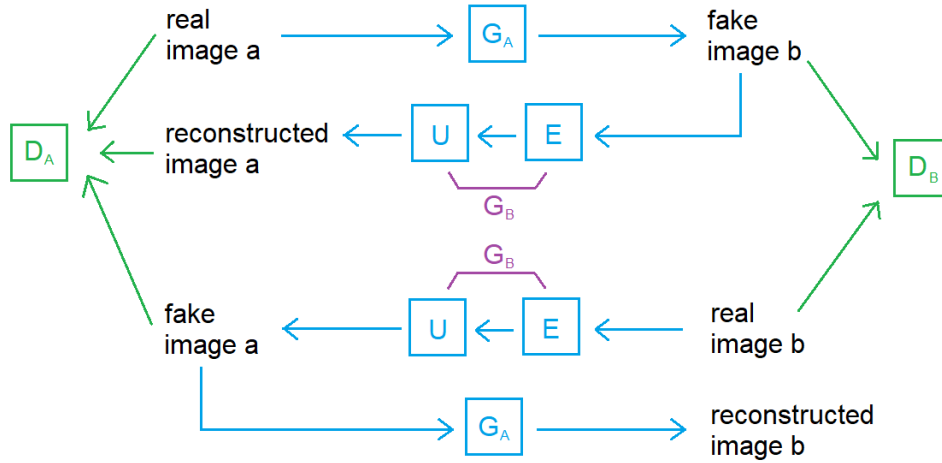 real
image a
G_A
fake
image b
D_A
reconstructed
image a
U
E
G_B
D_B
G_B
fake
image a
U
E
real
image b
G_A
reconstructed
image b